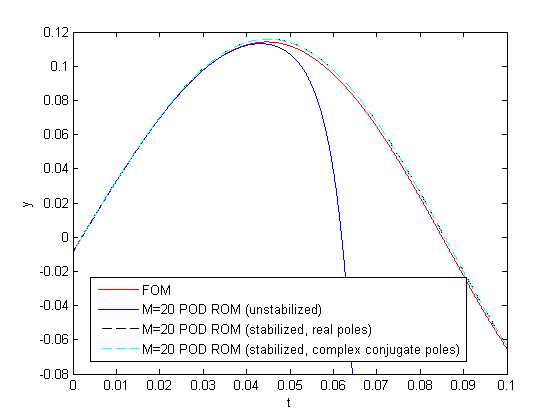 0.12
0.1
0.08
0.06
0.04
0.02
0
-0.02
-0.04
-0.06
-0.08
y
FOM
M=20 POD ROM (unstabilized)
M=20 POD ROM (stabilized, real poles)
M=20 POD ROM (stabilized, complex conjugate poles)
0 0.01 0.02 0.03 0.04 0.05 0.06 0.07 0.08 0.09 0.1
t